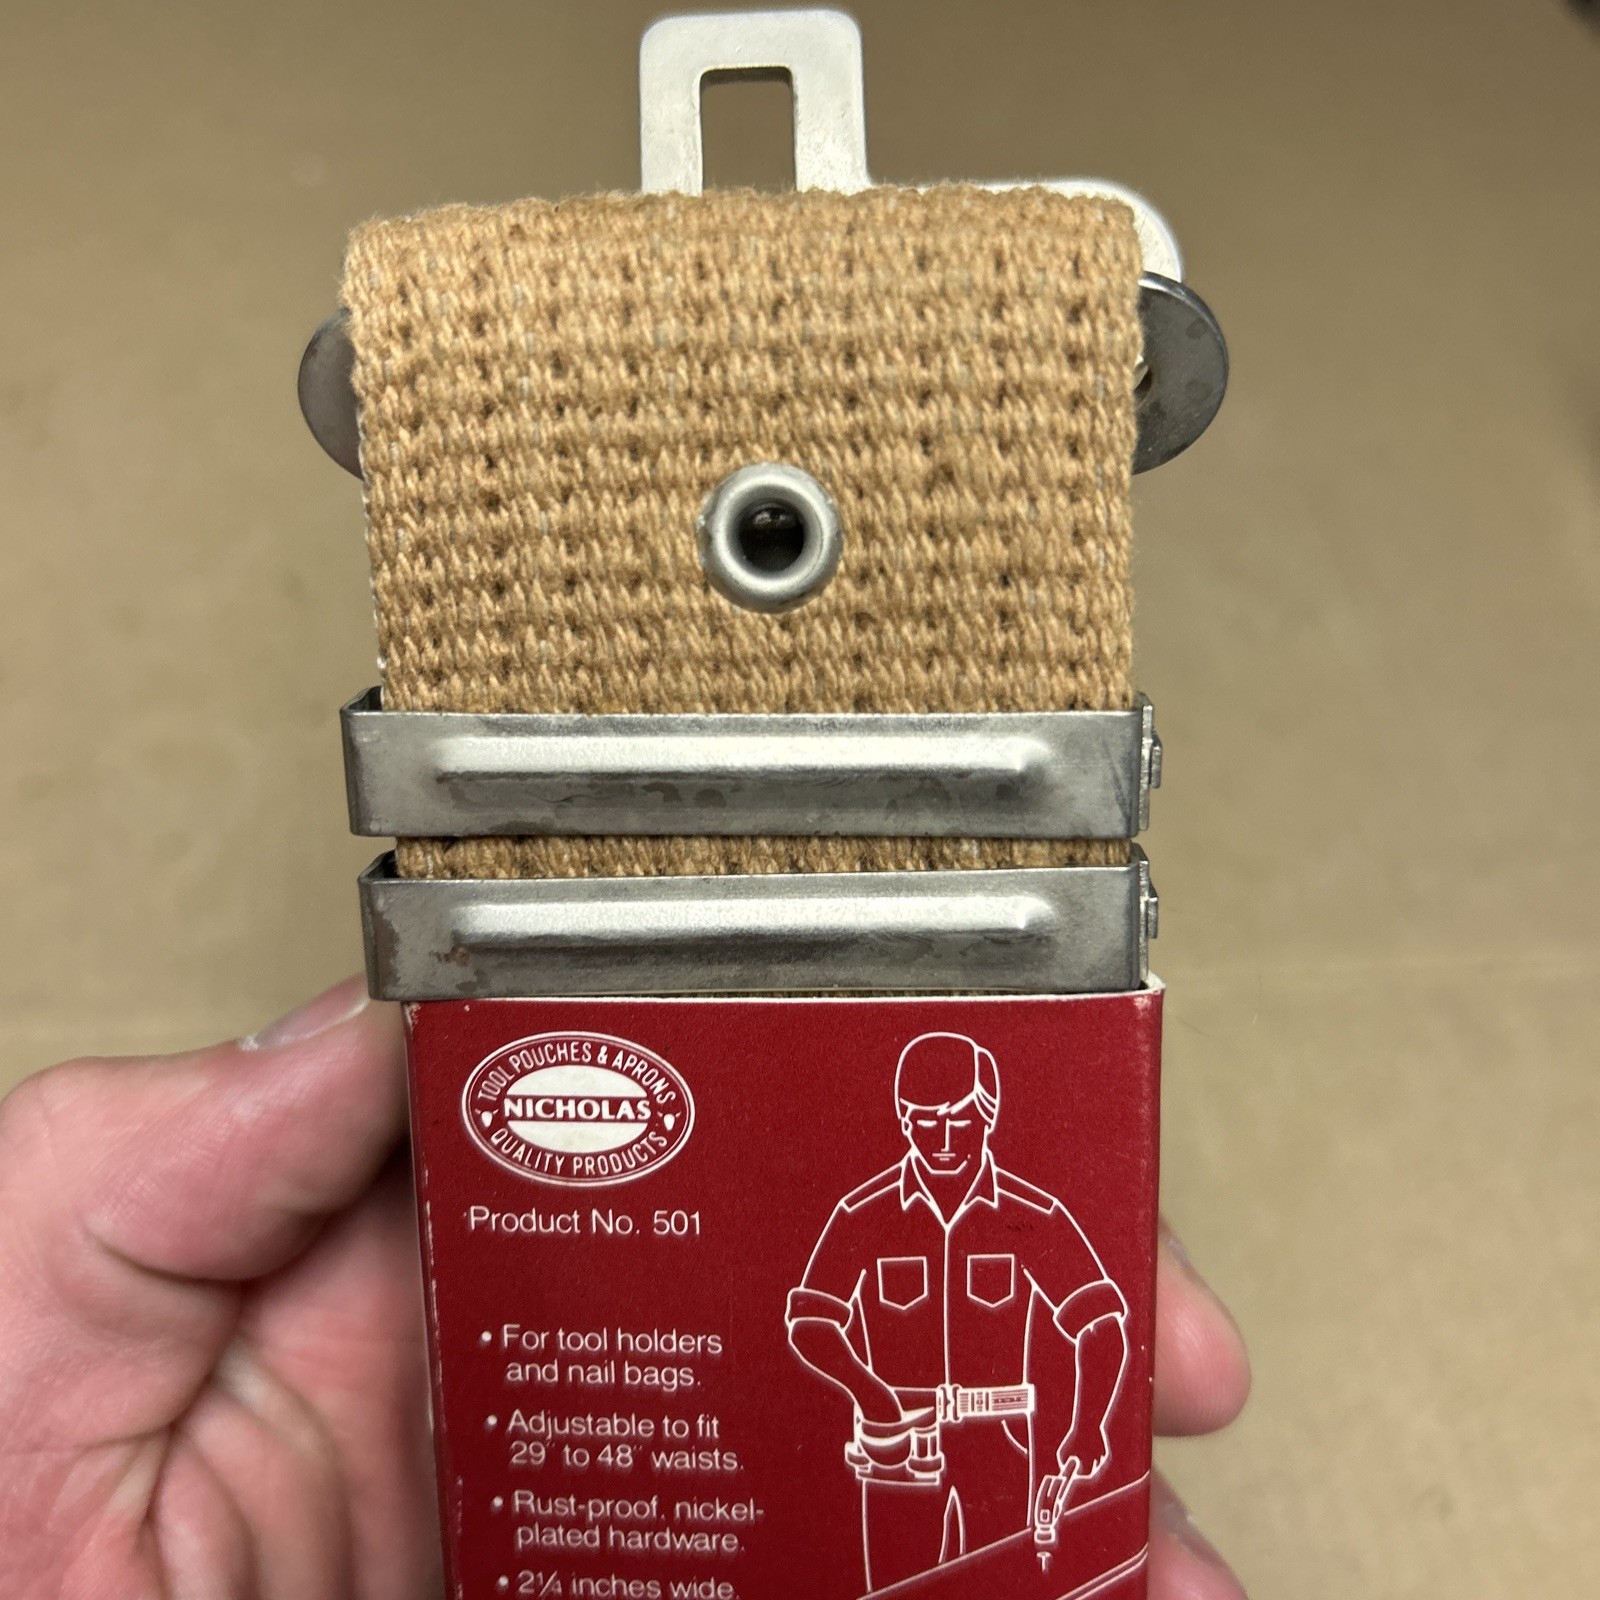 TOOL POUCHES & APRONS
NICHOLAS
QUALITY PRODUCTS
Product No. 501
• For tool holders
and nail bags.
• Adjustable to fit
29" to 48" waists.
• Rust-proof, nickel-
plated hardware.
• 2¼ inches wide.